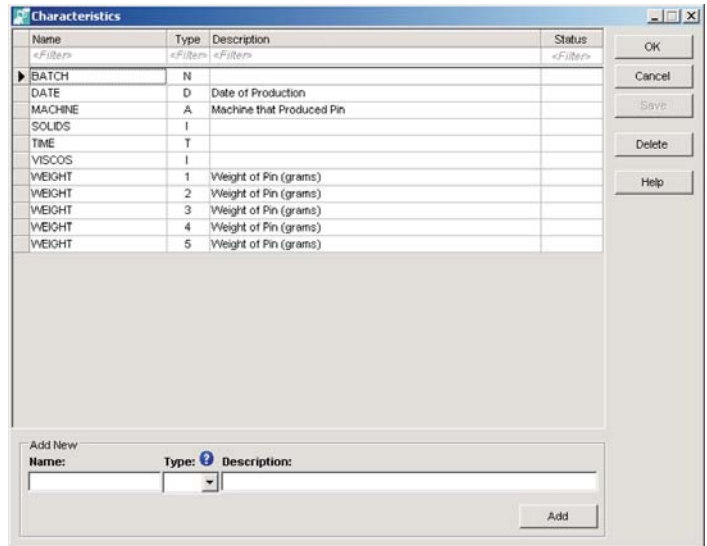 Characteristics
Name Type Description Status
<Filter> <Filter> <Filter> <Filter>
BATCH N
DATE D Date of Production
MACHINE A Machine that Produced Pin
SOLIDS I
TIME T
VISCOS I
WEIGHT 1 Weight of Pin (grams)
WEIGHT 2 Weight of Pin (grams)
WEIGHT 3 Weight of Pin (grams)
WEIGHT 4 Weight of Pin (grams)
WEIGHT 5 Weight of Pin (grams)
OK
Cancel
Save
Delete
Help
Add New
Name: Type: ? Description:
Add